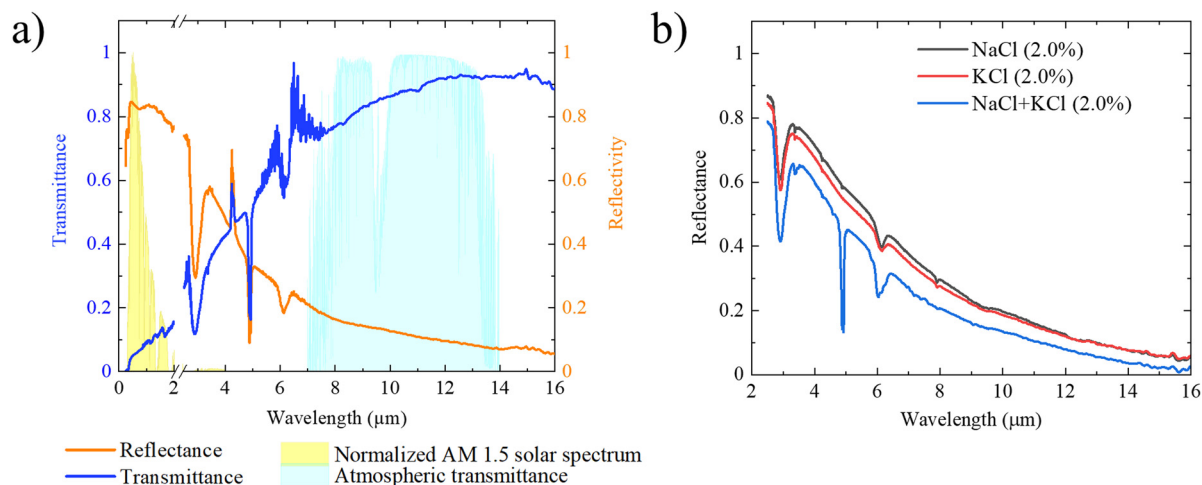 a)
Transmittance
1
0.8
0.6
0.4
0.2
0
1
0.8
0.6
0.4
0.2
0
Reflectivity
0 2 4 6 8 10 12 14 16
Wavelength (μm)
Reflectance
Transmittance
Normalized AM 1.5 solar spectrum
Atmospheric transmittance
b)
Reflectance
1
0.8
0.6
0.4
0.2
0
NaCl (2.0%)
KCl (2.0%)
NaCl+KCl (2.0%)
2 4 6 8 10 12 14 16
Wavelength (μm)